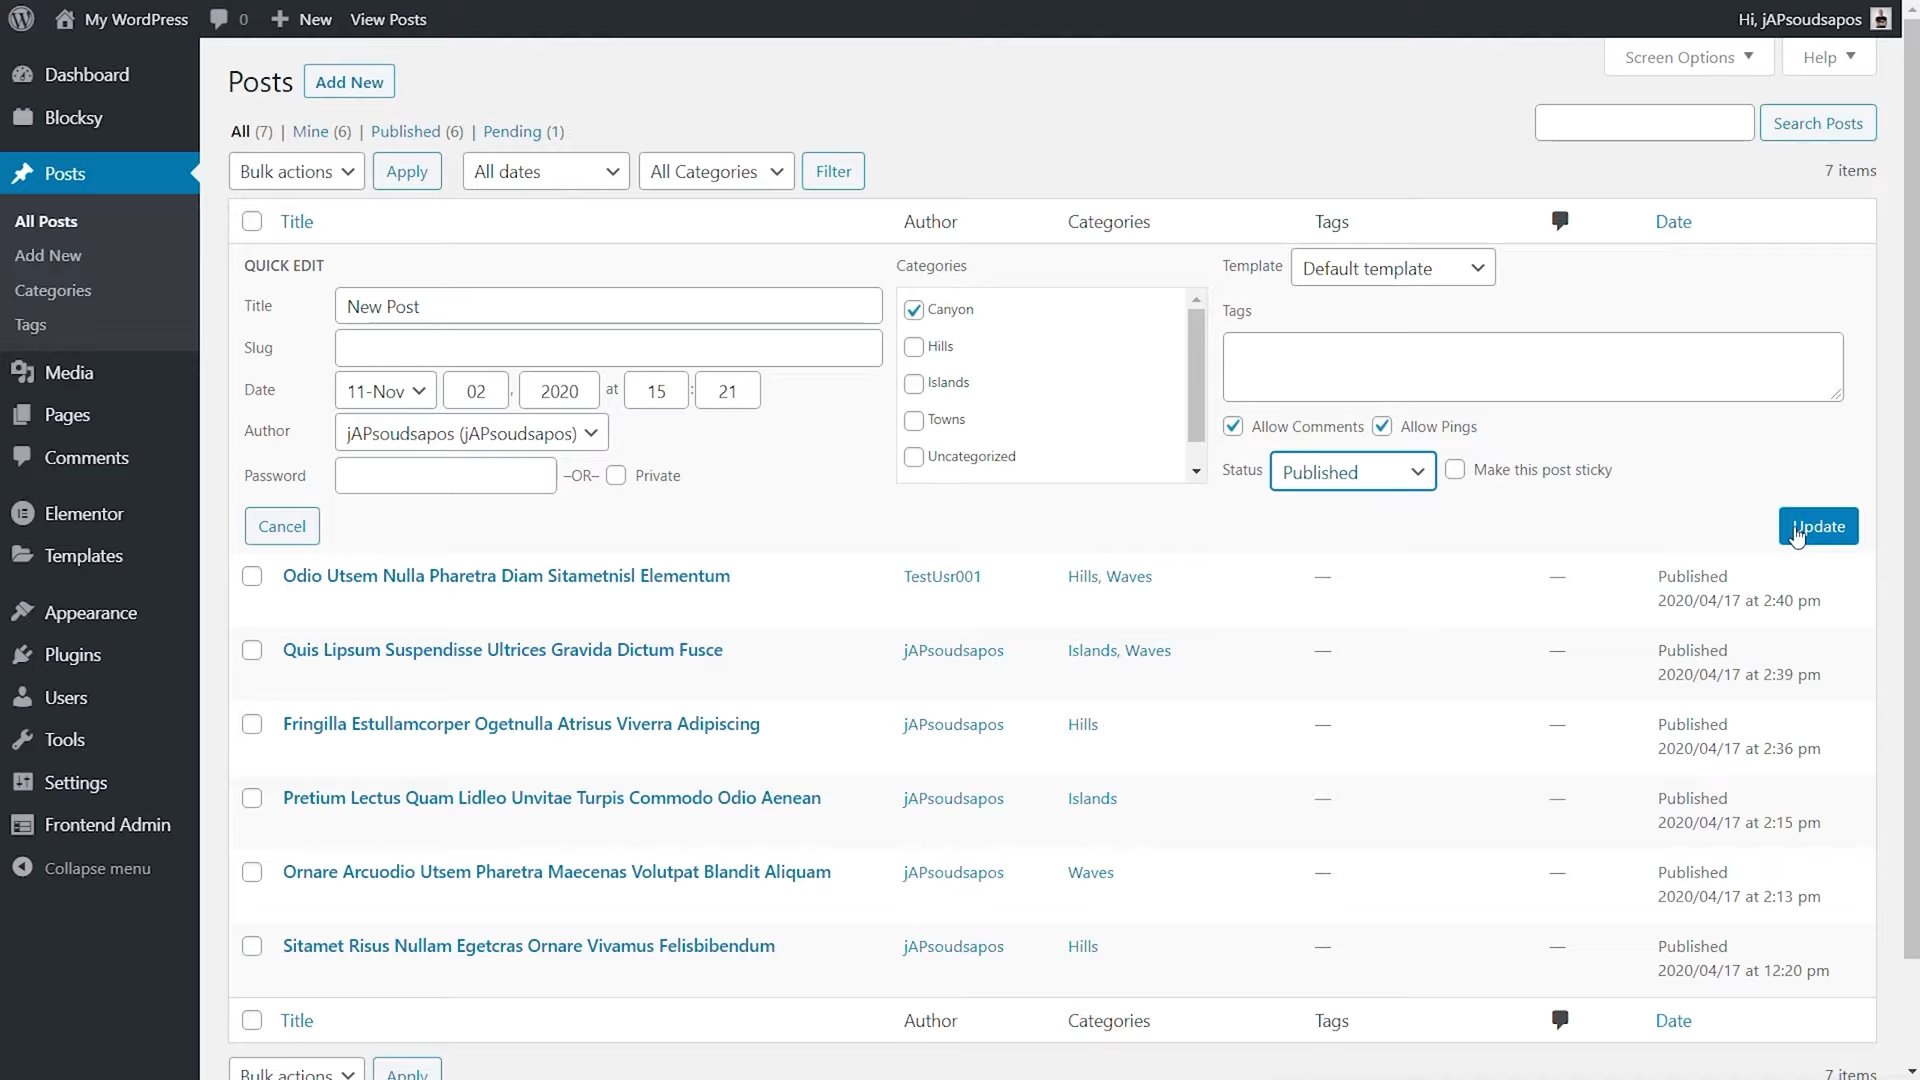 My WordPress 0 New View Posts Hi, jAPsoudsapos
Dashboard
Blocksy
Posts
All Posts
Add New
Categories
Tags
Media
Pages
Comments
Elementor
Templates
Appearance
Plugins
Users
Tools
Settings
Frontend Admin
Collapse menu
Screen Options Help
Posts Add New
All (7) | Mine (6) | Published (6) | Pending (1)
Search Posts
Bulk actions Apply All dates All Categories Filter 7 items
Title Author Categories Tags Date
QUICK EDIT
Title New Post
Slug
Date 11-Nov 02 , 2020 at 15 : 21
Author jAPsoudsapos (jAPsoudsapos)
Password –OR– Private
Categories
Canyon
Hills
Islands
Towns
Uncategorized
Template Default template
Tags
Allow Comments Allow Pings
Status Published Make this post sticky
Cancel Update
Odio Utsem Nulla Pharetra Diam Sitametnisl Elementum TestUsr001 Hills, Waves — — Published
2020/04/17 at 2:40 pm
Quis Lipsum Suspendisse Ultrices Gravida Dictum Fusce jAPsoudsapos Islands, Waves — — Published
2020/04/17 at 2:39 pm
Fringilla Estullamcorper Ogetnulla Atrisus Viverra Adipiscing jAPsoudsapos Hills — — Published
2020/04/17 at 2:36 pm
Pretium Lectus Quam Lidleo Unvitae Turpis Commodo Odio Aenean jAPsoudsapos Islands — — Published
2020/04/17 at 2:15 pm
Ornare Arcuodio Utsem Pharetra Maecenas Volutpat Blandit Aliquam jAPsoudsapos Waves — — Published
2020/04/17 at 2:13 pm
Sitamet Risus Nullam Egetcras Ornare Vivamus Felisbibendum jAPsoudsapos Hills — — Published
2020/04/17 at 12:20 pm
Title Author Categories Tags Date
Bulk actions Apply 7 items